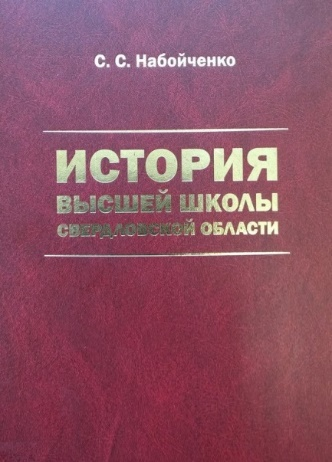 С. С. Набойченко
ИСТОРИЯ
ВЫСШЕЙ ШКОЛЫ
СВЕРДЛОВСКОЙ ОБЛАСТИ